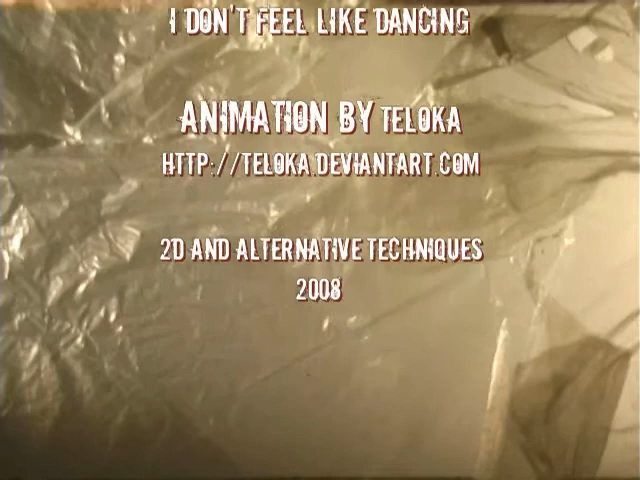 I DON'T FEEL LIKE DANCING
ANIMATION BY TELOKA
HTTP://TELOKA.DEVIANTART.COM
2D AND ALTERNATIVE TECHNIQUES
2008